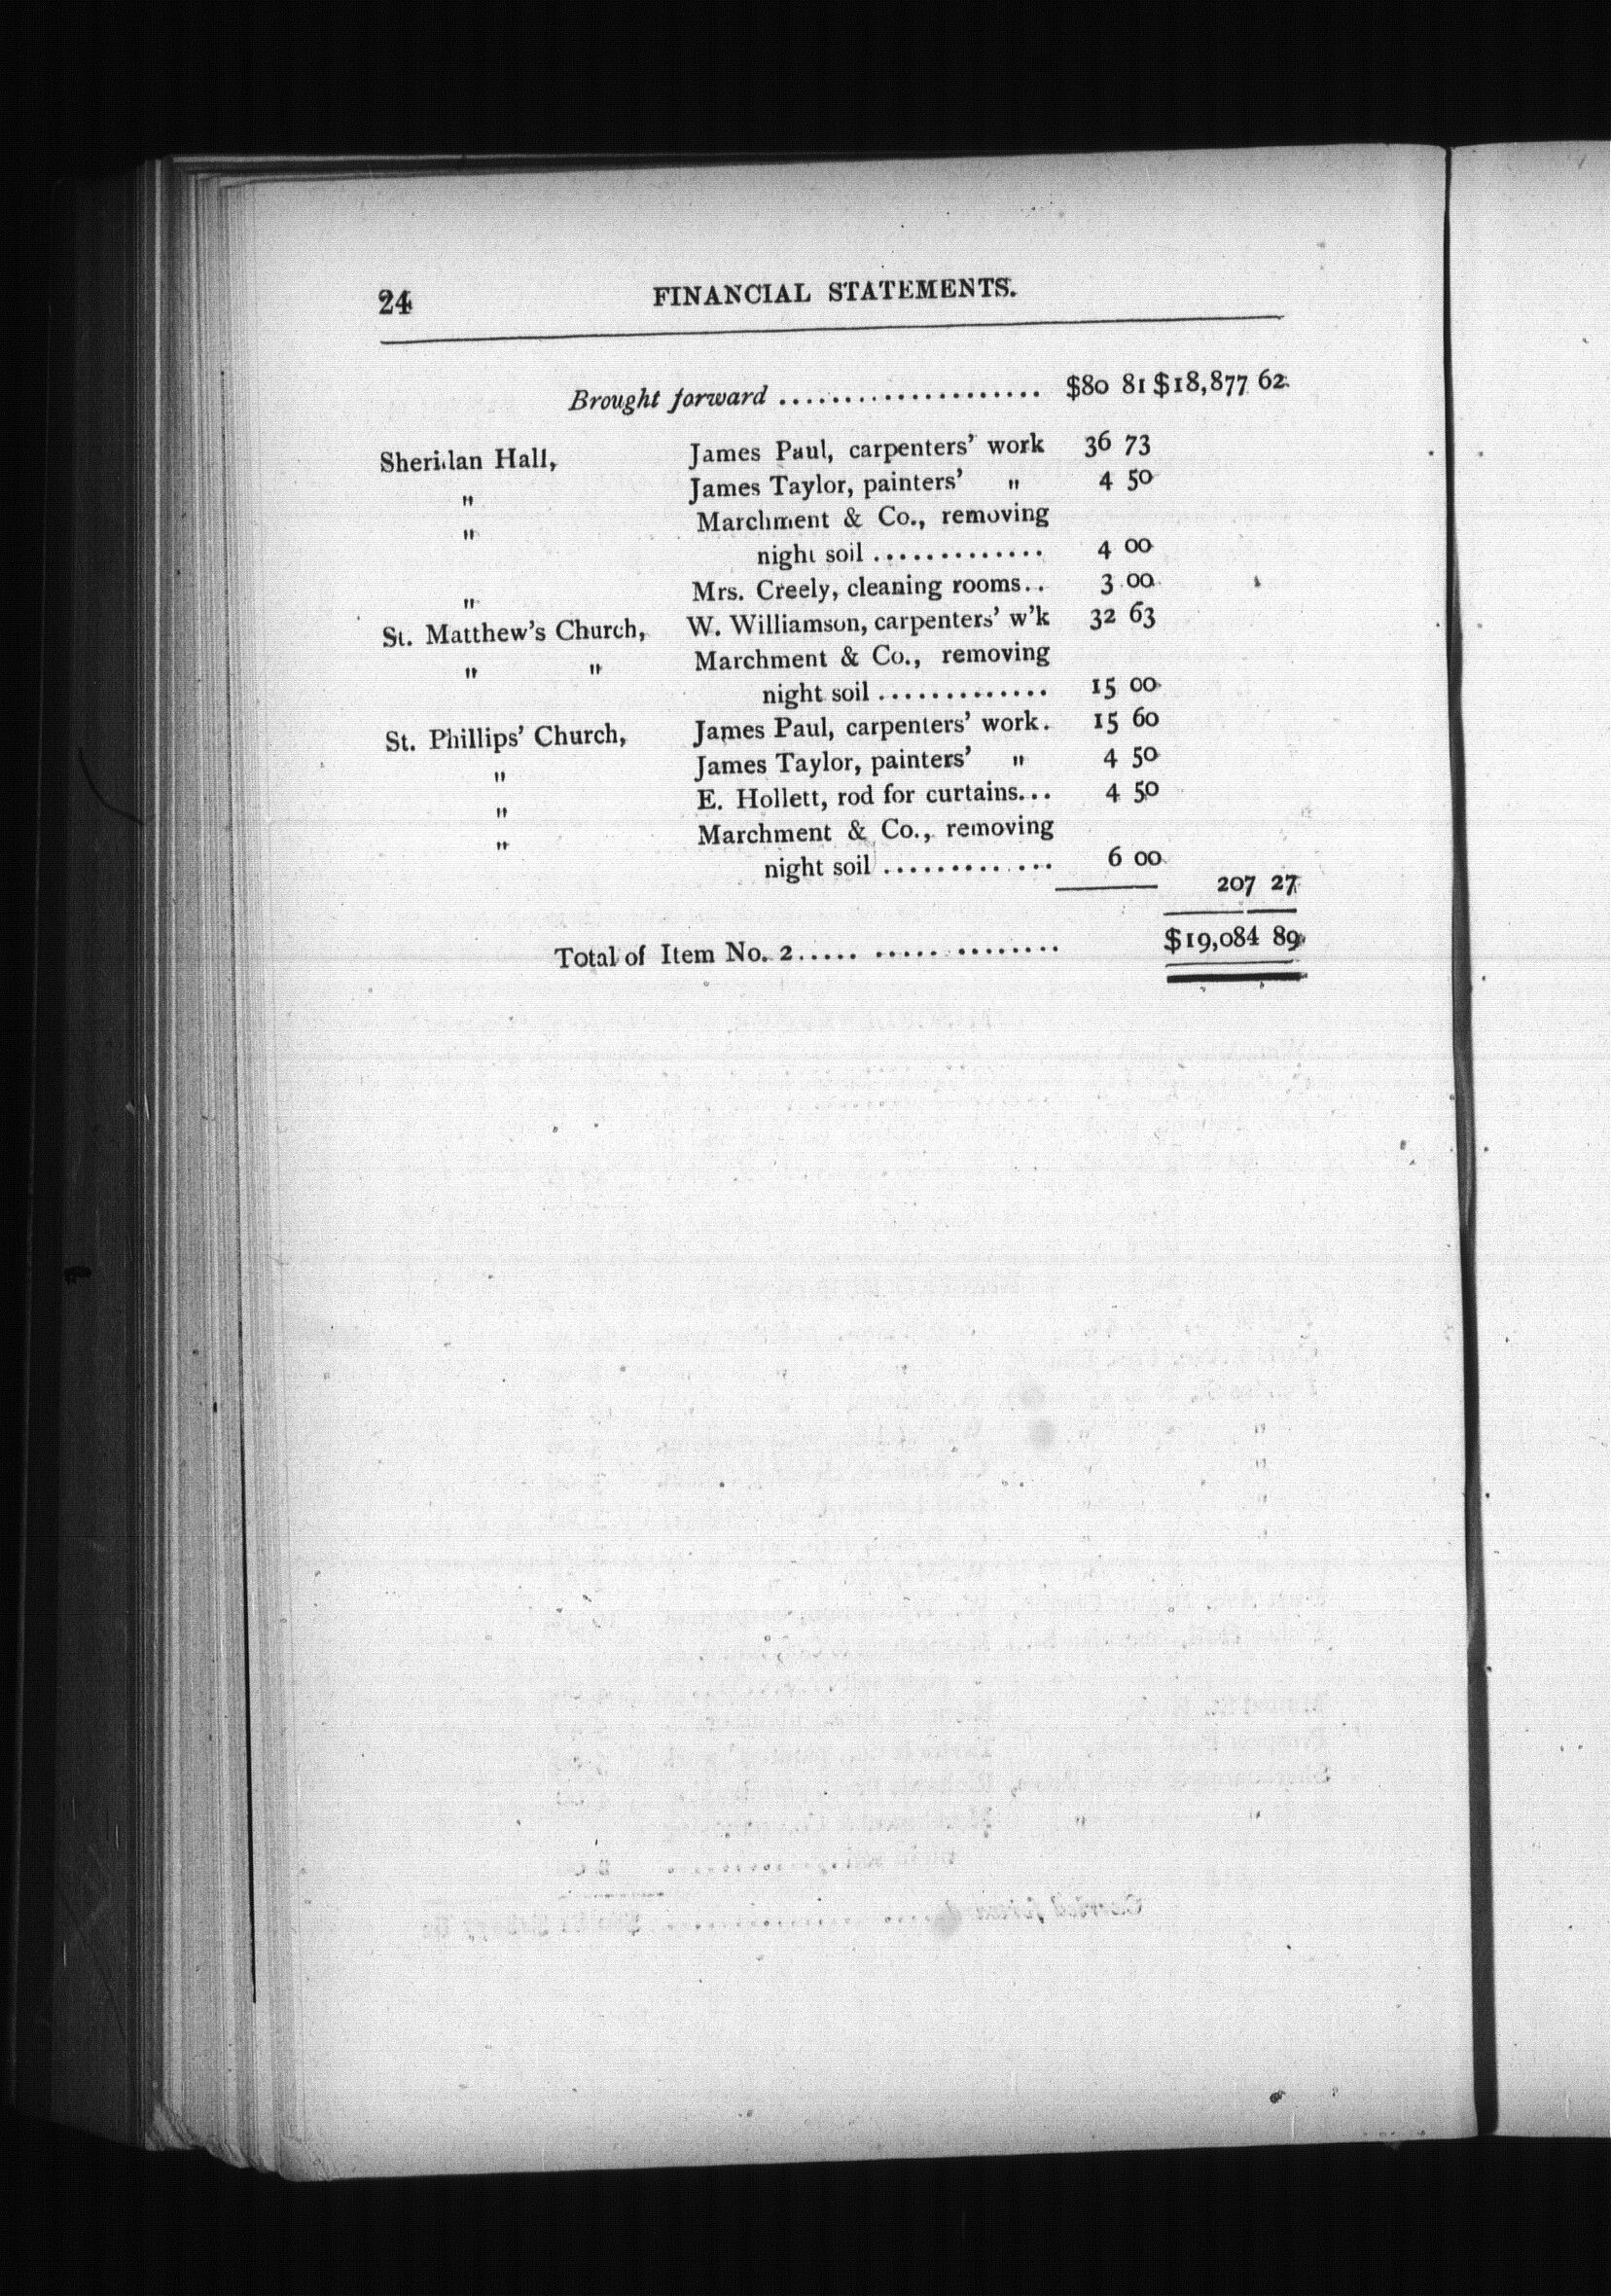 24 FINANCIAL STATEMENTS.
Brought forward .................... $80 81 $18,877 62
Sheridan Hall, James Paul, carpenters' work 36 73
" James Taylor, painters' " 4 50
" Marchment & Co., removing
night soil ............. 4 00
" Mrs. Creely, cleaning rooms.. 3 00
St. Matthew's Church, W. Williamson, carpenters' w'k 32 63
" " Marchment & Co., removing
night soil ............. 15 00
St. Phillips' Church, James Paul, carpenters' work. 15 60
" James Taylor, painters' " 4 50
" E. Hollett, rod for curtains... 4 50
" Marchment & Co., removing
night soil ............. 6 00
207 27
Total of Item No. 2..... ..... ........ $19,084 89